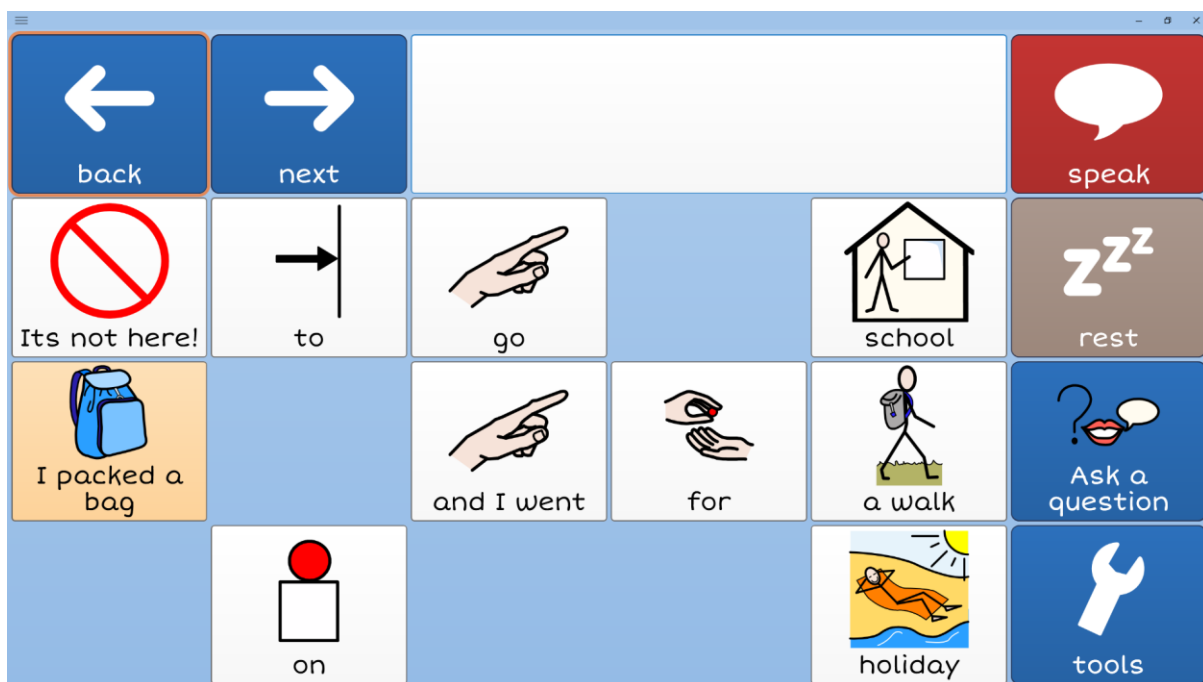 back
next
speak
zzz
Its not here!
to
go
school
rest
I packed a
bag
and I went
for
a walk
?
Ask a
question
on
holiday
tools